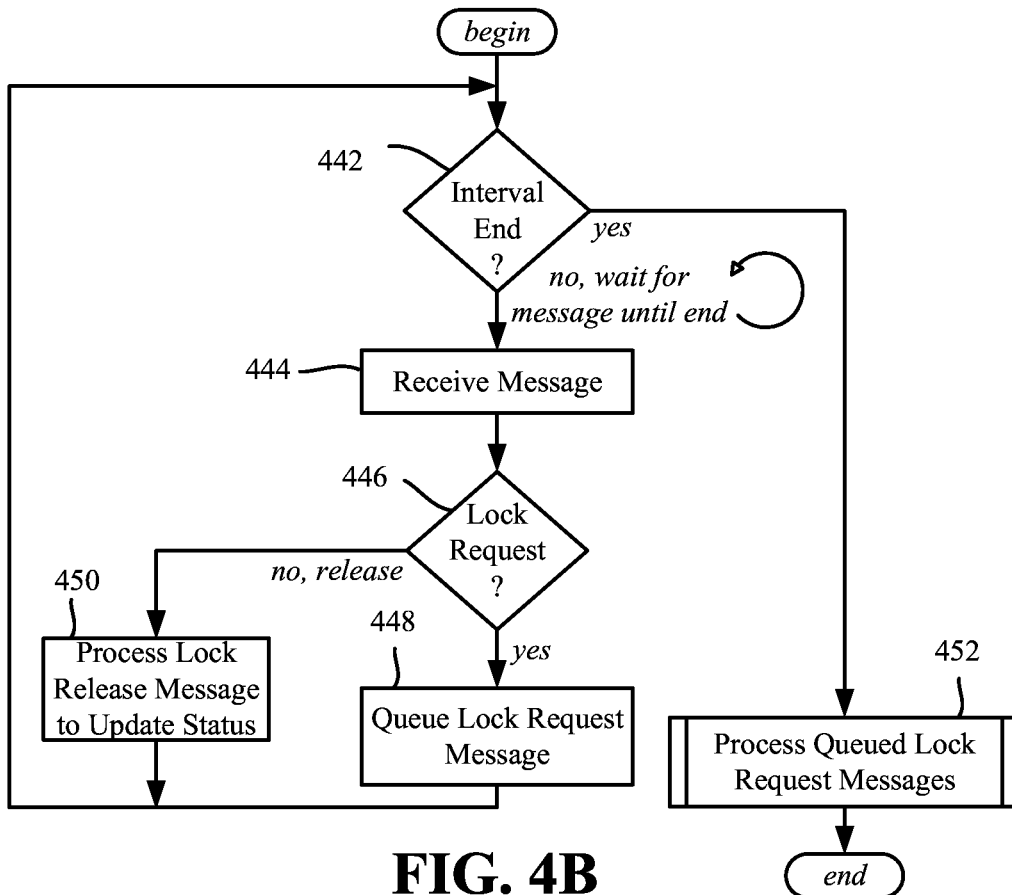 begin
442
Interval
End
?
yes
no, wait for
message until end
444
Receive Message
446
Lock
Request
?
no, release
450
Process Lock
Release Message
to Update Status
448
yes
Queue Lock Request
Message
452
Process Queued Lock
Request Messages
end
FIG. 4B